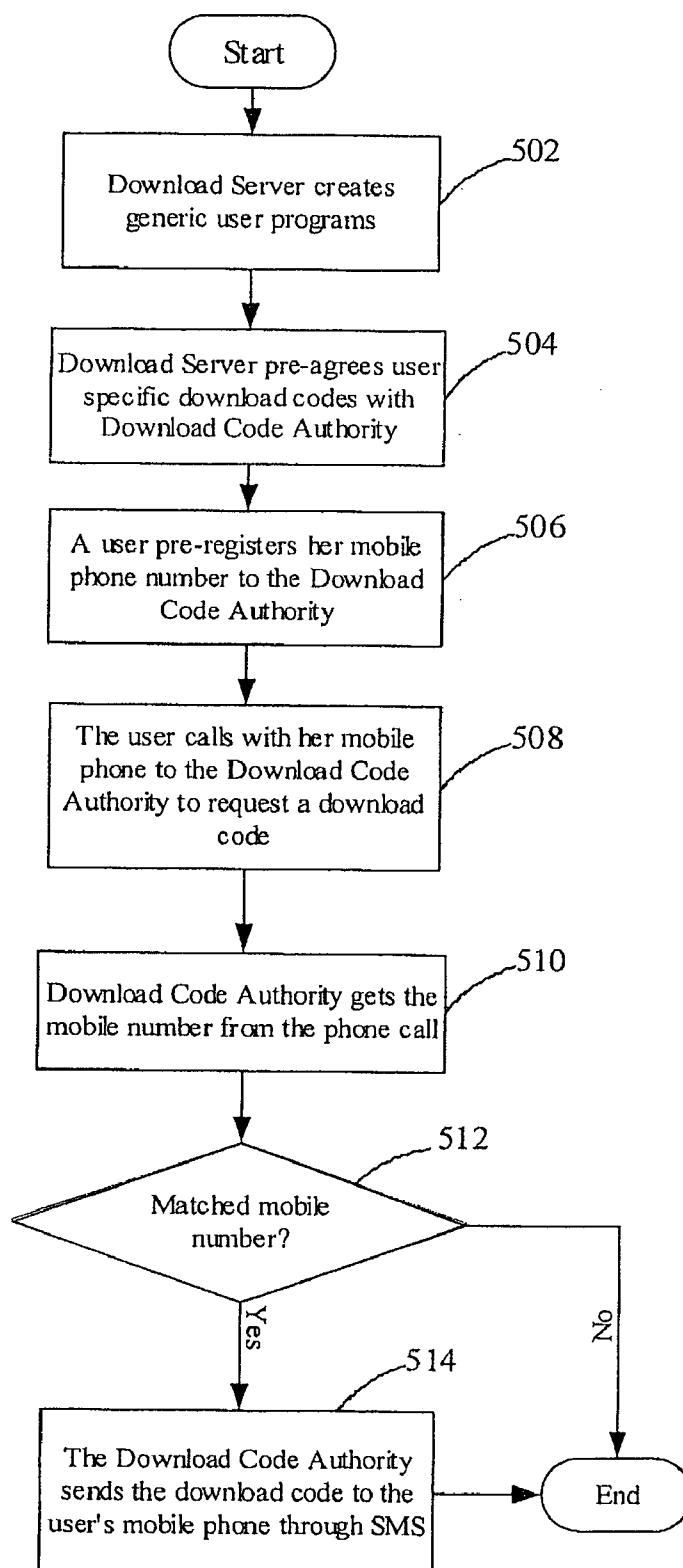 Start
502
Download Server creates
generic user programs
504
Download Server pre-agrees user
specific download codes with
Download Code Authority
506
A user pre-registers her mobile
phone number to the Download
Code Authority
508
The user calls with her mobile
phone to the Download Code
Authority to request a download
code
510
Download Code Authority gets the
mobile number from the phone call
512
Matched mobile
number?
Yes
No
514
The Download Code Authority
sends the download code to the
user's mobile phone through SMS
End